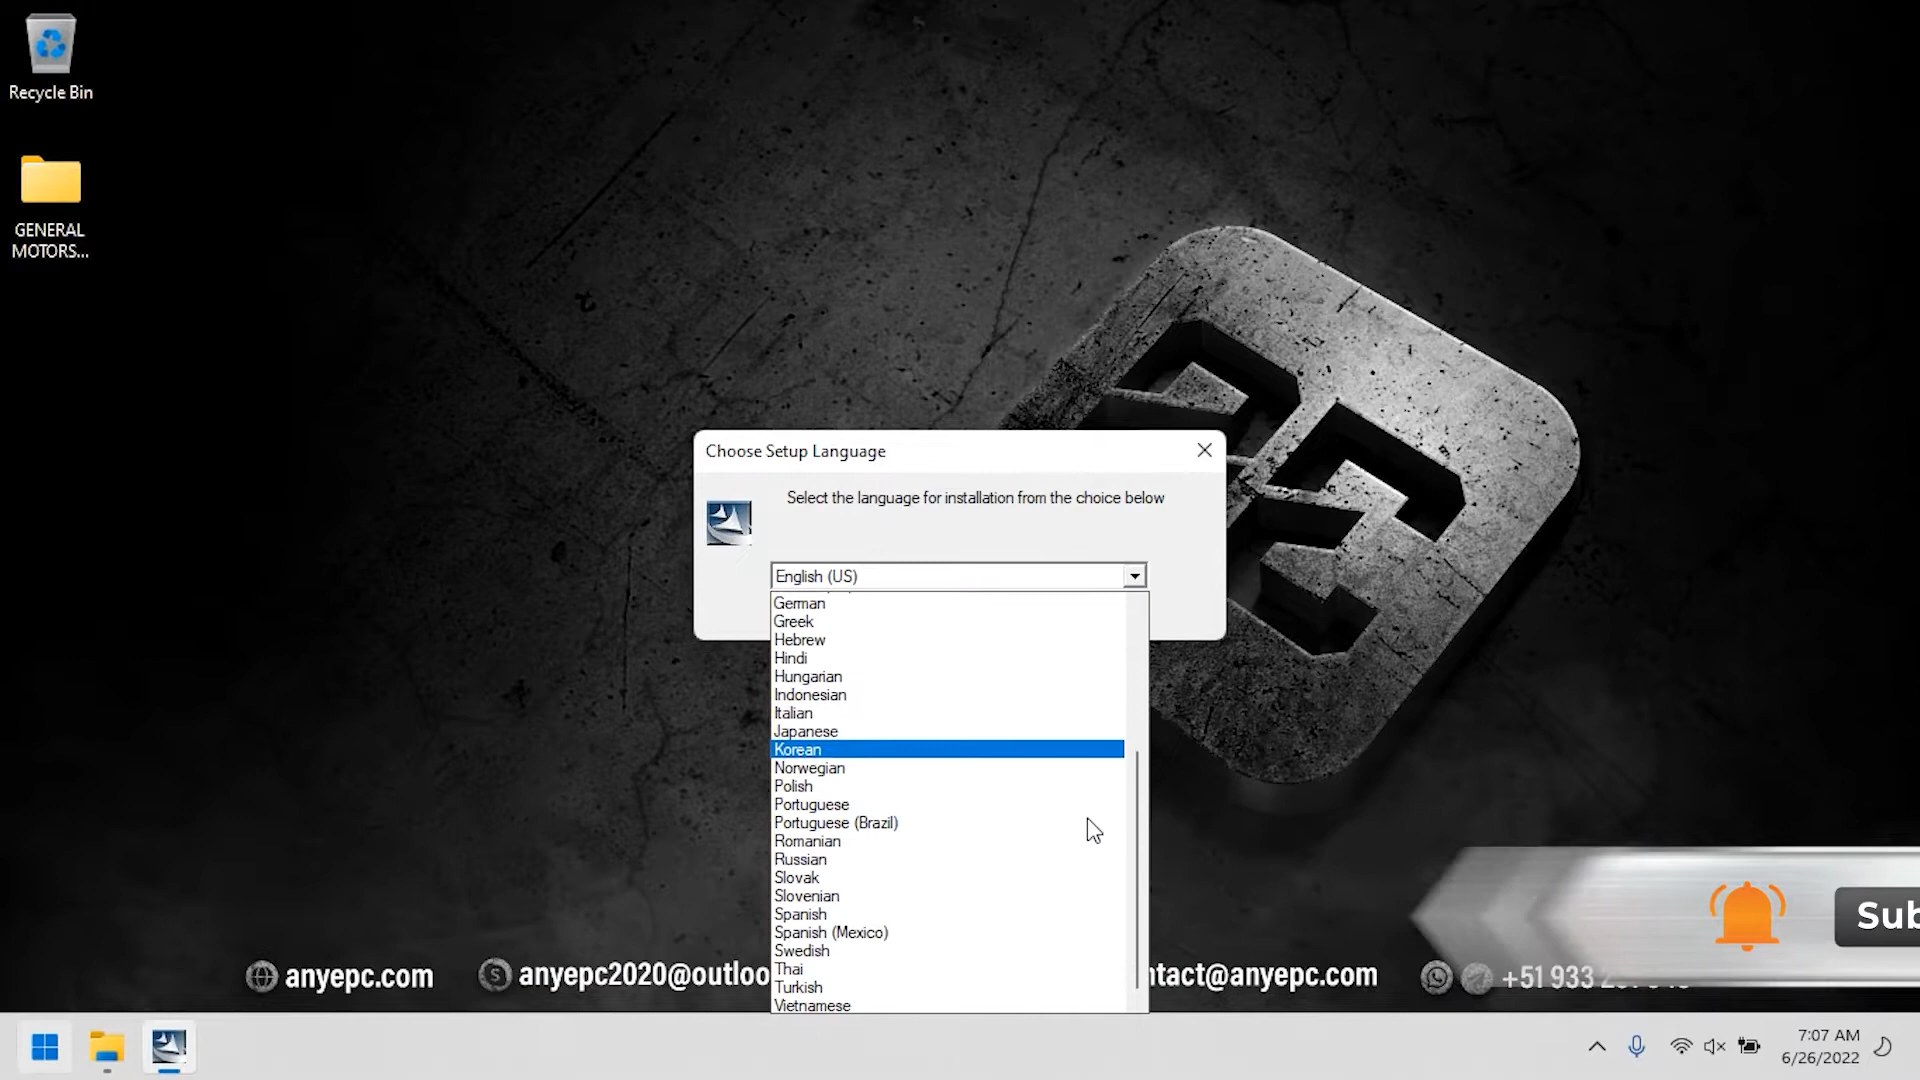 Recycle Bin
GENERAL
MOTORS...
Choose Setup Language
Select the language for installation from the choice below
English (US)
German
Greek
Hebrew
Hindi
Hungarian
Indonesian
Italian
Japanese
Korean
Norwegian
Polish
Portuguese
Portuguese (Brazil)
Romanian
Russian
Slovak
Slovenian
Spanish
Spanish (Mexico)
Swedish
Thai
Turkish
Vietnamese
Sub
anyepc.com
anyepc2020@outloo
ntact@anyepc.com
+51 933
7:07 AM
6/26/2022